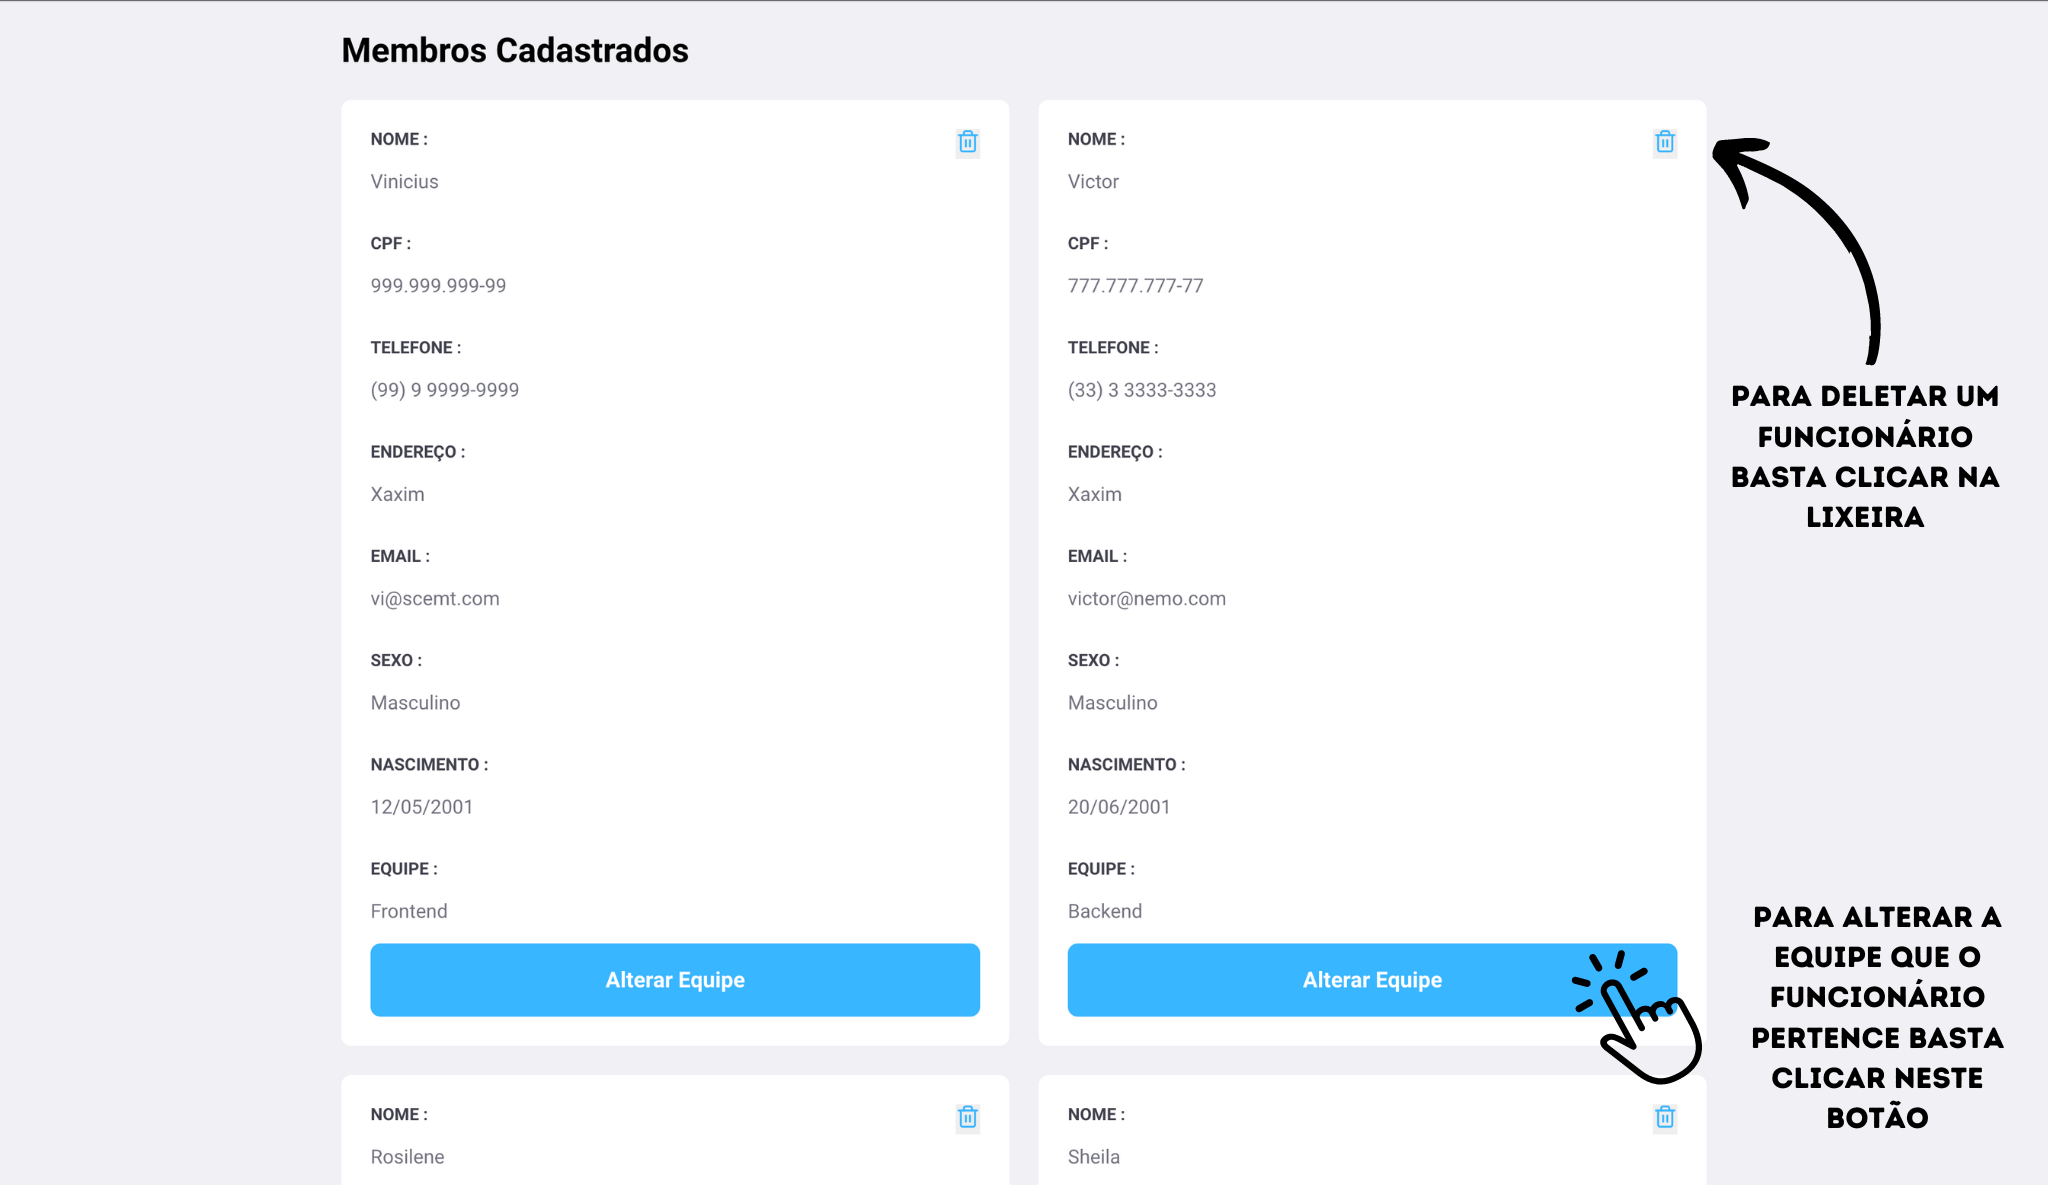 Membros Cadastrados
NOME :
Vinicius
CPF :
999.999.999-99
TELEFONE :
(99) 9 9999-9999
ENDEREÇO :
Xaxim
EMAIL :
vi@scemt.com
SEXO :
Masculino
NASCIMENTO :
12/05/2001
EQUIPE :
Frontend
Alterar Equipe
NOME :
Victor
CPF :
777.777.777-77
TELEFONE :
(33) 3 3333-3333
ENDEREÇO :
Xaxim
EMAIL :
victor@nemo.com
SEXO :
Masculino
NASCIMENTO :
20/06/2001
EQUIPE :
Backend
Alterar Equipe
PARA DELETAR UM
FUNCIONÁRIO
BASTA CLICAR NA
LIXEIRA
PARA ALTERAR A
EQUIPE QUE O
FUNCIONÁRIO
PERTENCE BASTA
CLICAR NESTE
BOTÃO
NOME :
Rosilene
NOME :
Sheila